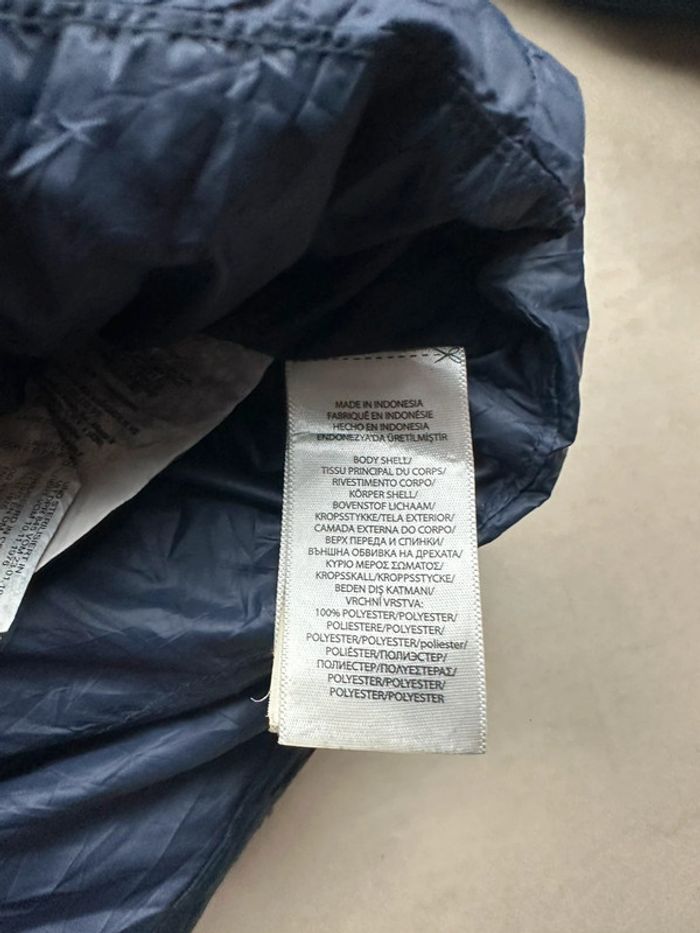 MADE IN INDONESIA
FABRIQUÉ EN INDONÉSIE
HECHO EN INDONESIA
ENDONEZYA'DA ÜRETİLMİŞTİR
BODY SHELL/
TISSU PRINCIPAL DU CORPS/
RIVESTIMENTO CORPO/
KÖRPER SHELL/
BOVENSTOF LICHAAM/
KROPSSTYKKE/TELA EXTERIOR/
CAMADA EXTERNA DO CORPO/
ВЕРХ ПЕРЕДА И СПИНКИ/
ВЪНШНА ОБВИВКА НА ДРЕХАТА/
ΚΥΡΙΟ ΜΕΡΟΣ ΣΩΜΑΤΟΣ/
KROPSSKALL/KROPPSSTYCKE/
BEDEN DIŞ KATMANI/
VRCHNÍ VRSTVA:
100% POLYESTER/POLYESTER/
POLIESTERE/POLYESTER/
POLYESTER/POLYESTER/poliester/
POLIÉSTER/ПОЛИЭСТЕР/
ПОЛИЕСТЕР/ΠΟΛΥΕΣΤΕΡΑΣ/
POLYESTER/POLYESTER/
POLYESTER/POLYESTER